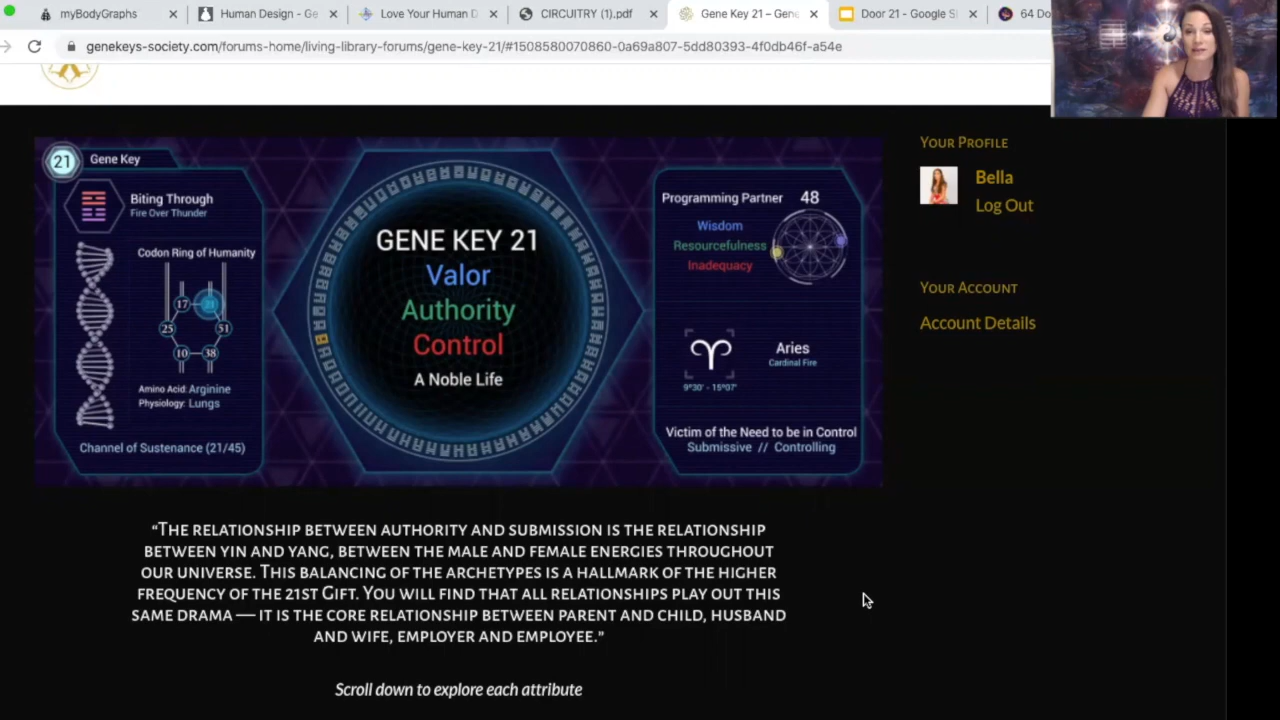 myBodyGraphs
Human Design - Ge
Love Your Human D
CIRCUITRY (1).pdf
Gene Key 21 – Gene
Door 21 - Google Sl
64 Do
genekeys-society.com/forums-home/living-library-forums/gene-key-21/#1508580070860-0a69a807-5dd80393-4f0db46f-a54e
21 Gene Key
Biting Through
Fire Over Thunder
Codon Ring of Humanity
17 21
25 51
10 38
Amino Acid: Arginine
Physiology: Lungs
Channel of Sustenance (21/45)
GENE KEY 21
Valor
Authority
Control
A Noble Life
Programming Partner 48
Wisdom
Resourcefulness
Inadequacy
Aries
Cardinal Fire
9°30' - 15°07'
Victim of the Need to be in Control
Submissive // Controlling
Your Profile
Bella
Log Out
Your Account
Account Details
“The relationship between authority and submission is the relationship
between yin and yang, between the male and female energies throughout
our universe. This balancing of the archetypes is a hallmark of the higher
frequency of the 21st Gift. You will find that all relationships play out this
same drama — it is the core relationship between parent and child, husband
and wife, employer and employee.”
Scroll down to explore each attribute